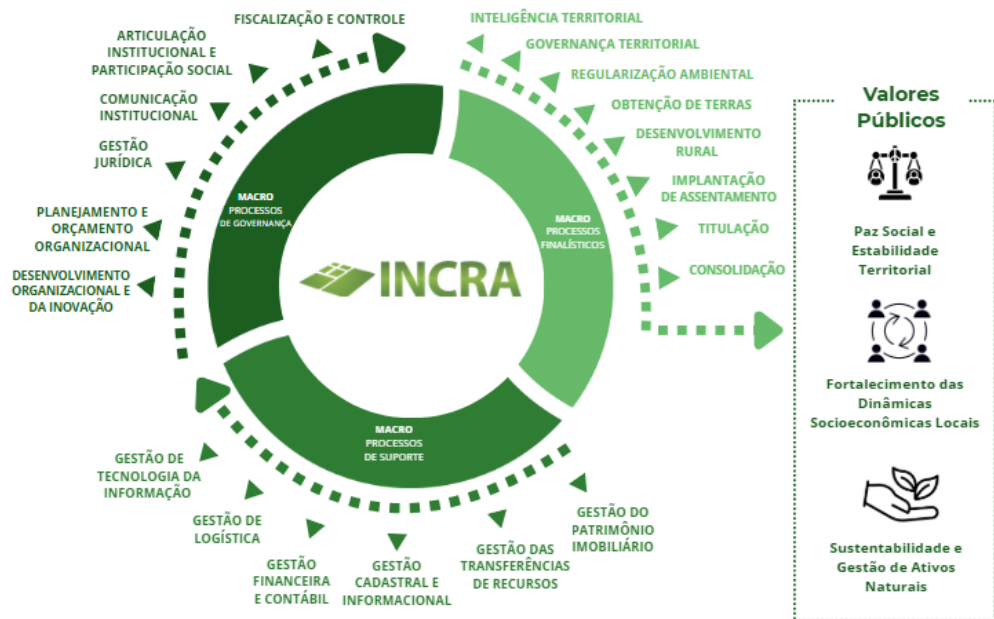 FISCALIZAÇÃO E CONTROLE
ARTICULAÇÃO
INSTITUCIONAL E
PARTICIPAÇÃO SOCIAL
COMUNICAÇÃO
INSTITUCIONAL
GESTÃO
JURÍDICA
PLANEJAMENTO E
ORÇAMENTO
ORGANIZACIONAL
DESENVOLVIMENTO
ORGANIZACIONAL E
DA INOVAÇÃO
MACRO
PROCESSOS
DE GOVERNANÇA
INTELIGÊNCIA TERRITORIAL
GOVERNANÇA TERRITORIAL
REGULARIZAÇÃO AMBIENTAL
OBTENÇÃO DE TERRAS
DESENVOLVIMENTO
RURAL
IMPLANTAÇÃO
DE ASSENTAMENTO
TITULAÇÃO
CONSOLIDAÇÃO
MACRO
PROCESSOS
FINALÍSTICOS
INCRA
MACRO
PROCESSOS
DE SUPORTE
GESTÃO DE
TECNOLOGIA DA
INFORMAÇÃO
GESTÃO DE
LOGÍSTICA
GESTÃO
FINANCEIRA
E CONTÁBIL
GESTÃO
CADASTRAL E
INFORMACIONAL
GESTÃO DAS
TRANSFERÊNCIAS
DE RECURSOS
GESTÃO DO
PATRIMÔNIO
IMOBILIÁRIO
Valores
Públicos
Paz Social e
Estabilidade
Territorial
Fortalecimento das
Dinâmicas
Socioeconômicas Locais
Sustentabilidade e
Gestão de Ativos
Naturais